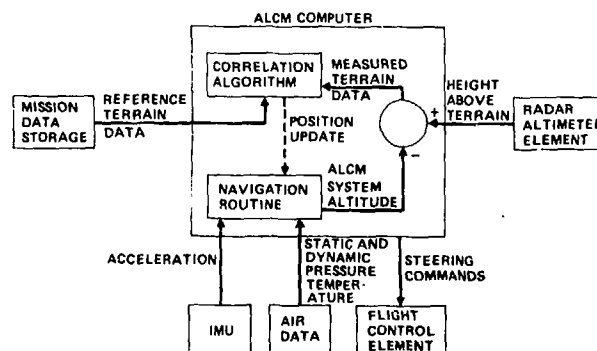 ALCM COMPUTER
CORRELATION
ALGORITHM
MEASURED
TERRAIN
DATA
MISSION
DATA
STORAGE
REFERENCE
TERRAIN
DATA
POSITION
UPDATE
+
−
HEIGHT
ABOVE
TERRAIN
RADAR
ALTIMETER
ELEMENT
NAVIGATION
ROUTINE
ALCM
SYSTEM
ALTITUDE
ACCELERATION
STATIC AND
DYNAMIC
PRESSURE
TEMPER-
ATURE
STEERING
COMMANDS
IMU
AIR
DATA
FLIGHT
CONTROL
ELEMENT